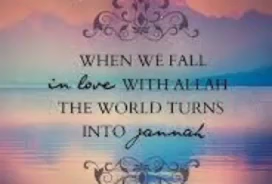 WHEN WE FALL
in love WITH ALLAH
THE WORLD TURNS
INTO jannah